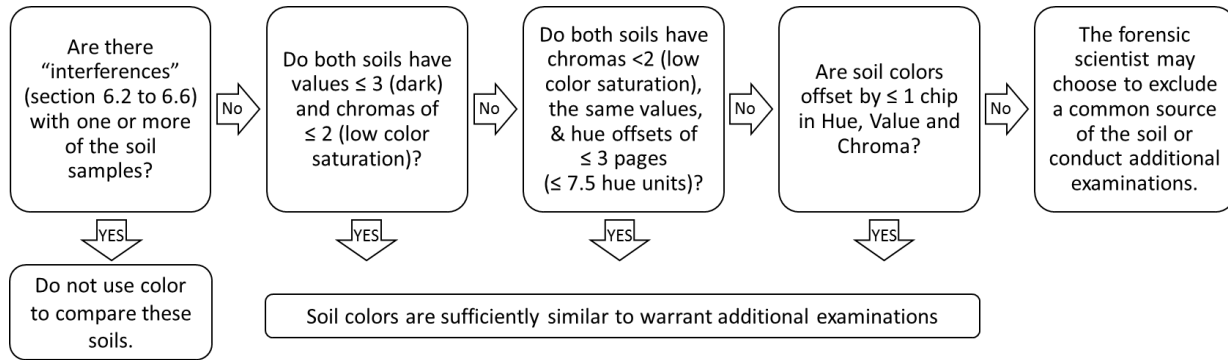 Are there
“interferences”
(section 6.2 to 6.6)
with one or more
of the soil
samples?
No
Do both soils have
values ≤ 3 (dark)
and chromas of
≤ 2 (low color
saturation)?
No
Do both soils have
chromas <2 (low
color saturation),
the same values,
& hue offsets of
≤ 3 pages
(≤ 7.5 hue units)?
No
Are soil colors
offset by ≤ 1 chip
in Hue, Value and
Chroma?
No
The forensic
scientist may
choose to exclude
a common source
of the soil or
conduct additional
examinations.
YES
YES
YES
YES
Do not use color
to compare these
soils.
Soil colors are sufficiently similar to warrant additional examinations